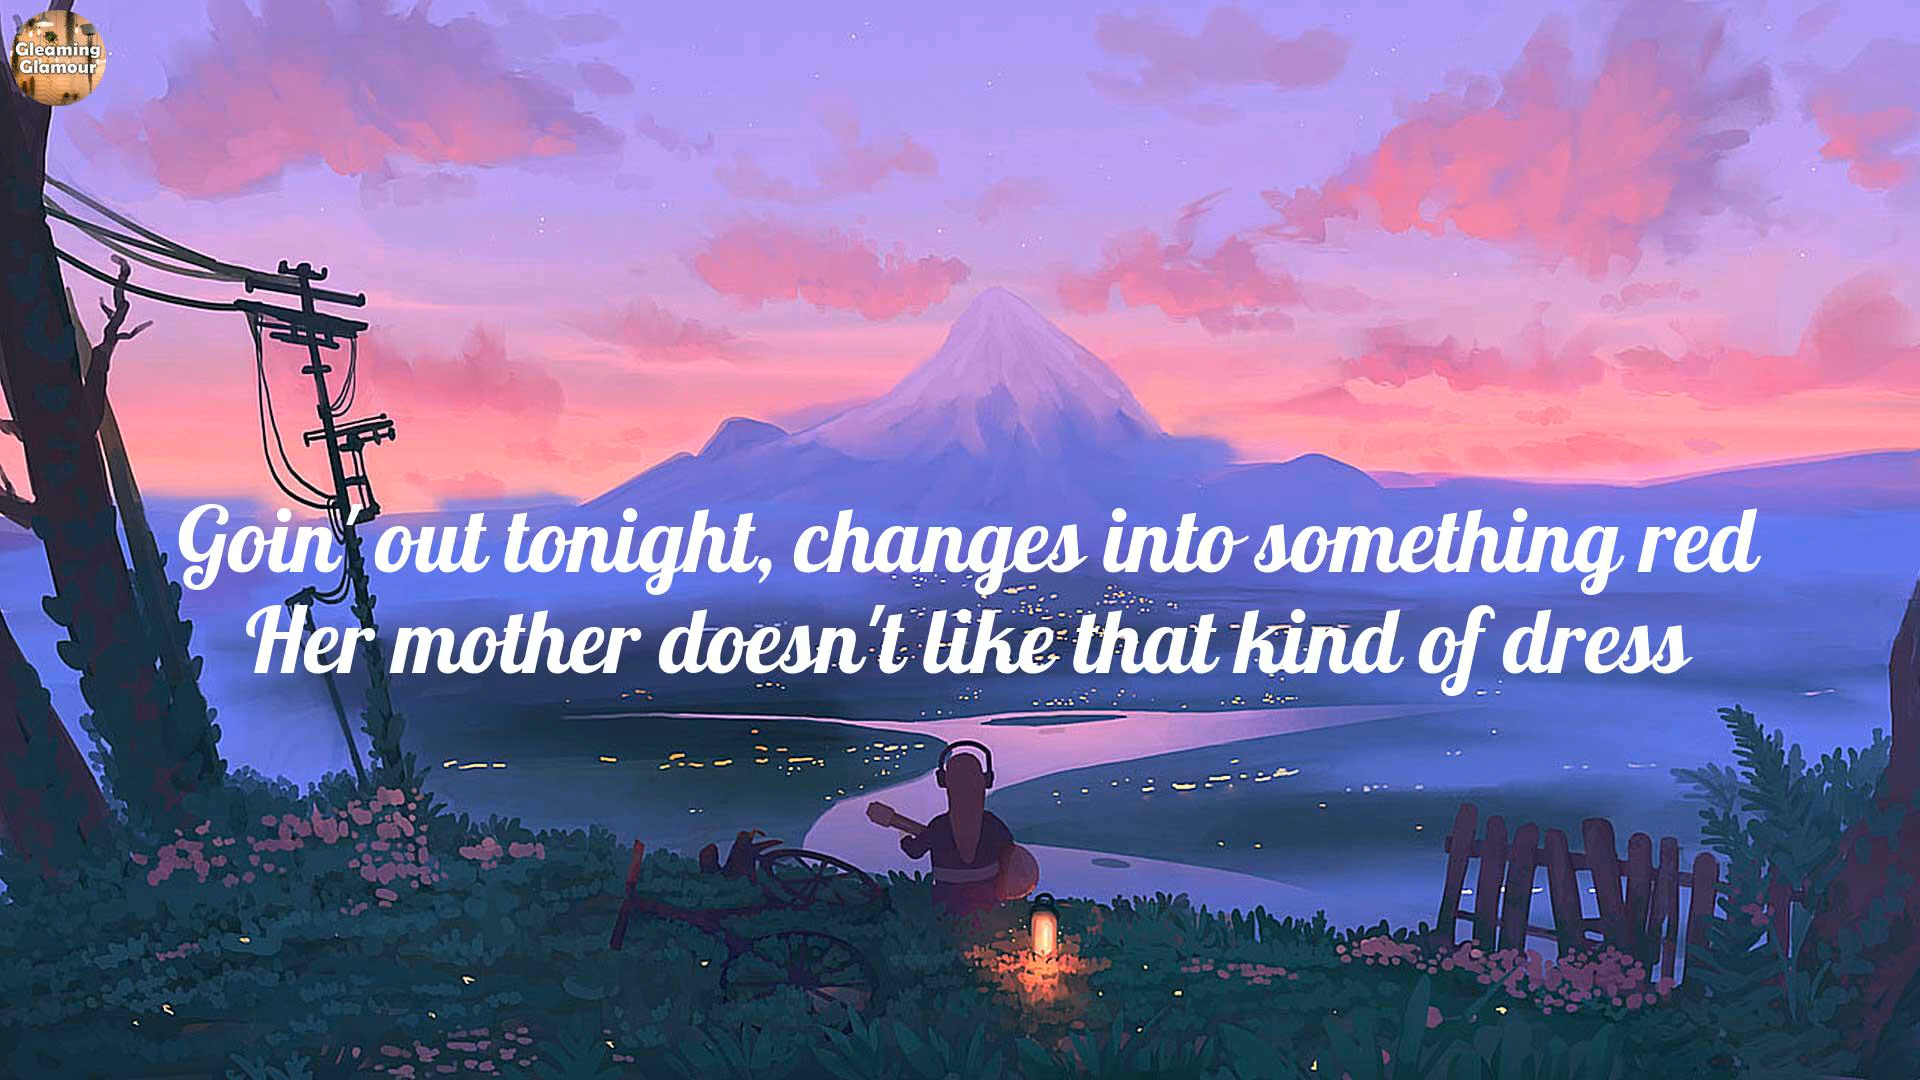 Gleaming
Glamour
Goin' out tonight, changes into something red
Her mother doesn't like that kind of dress